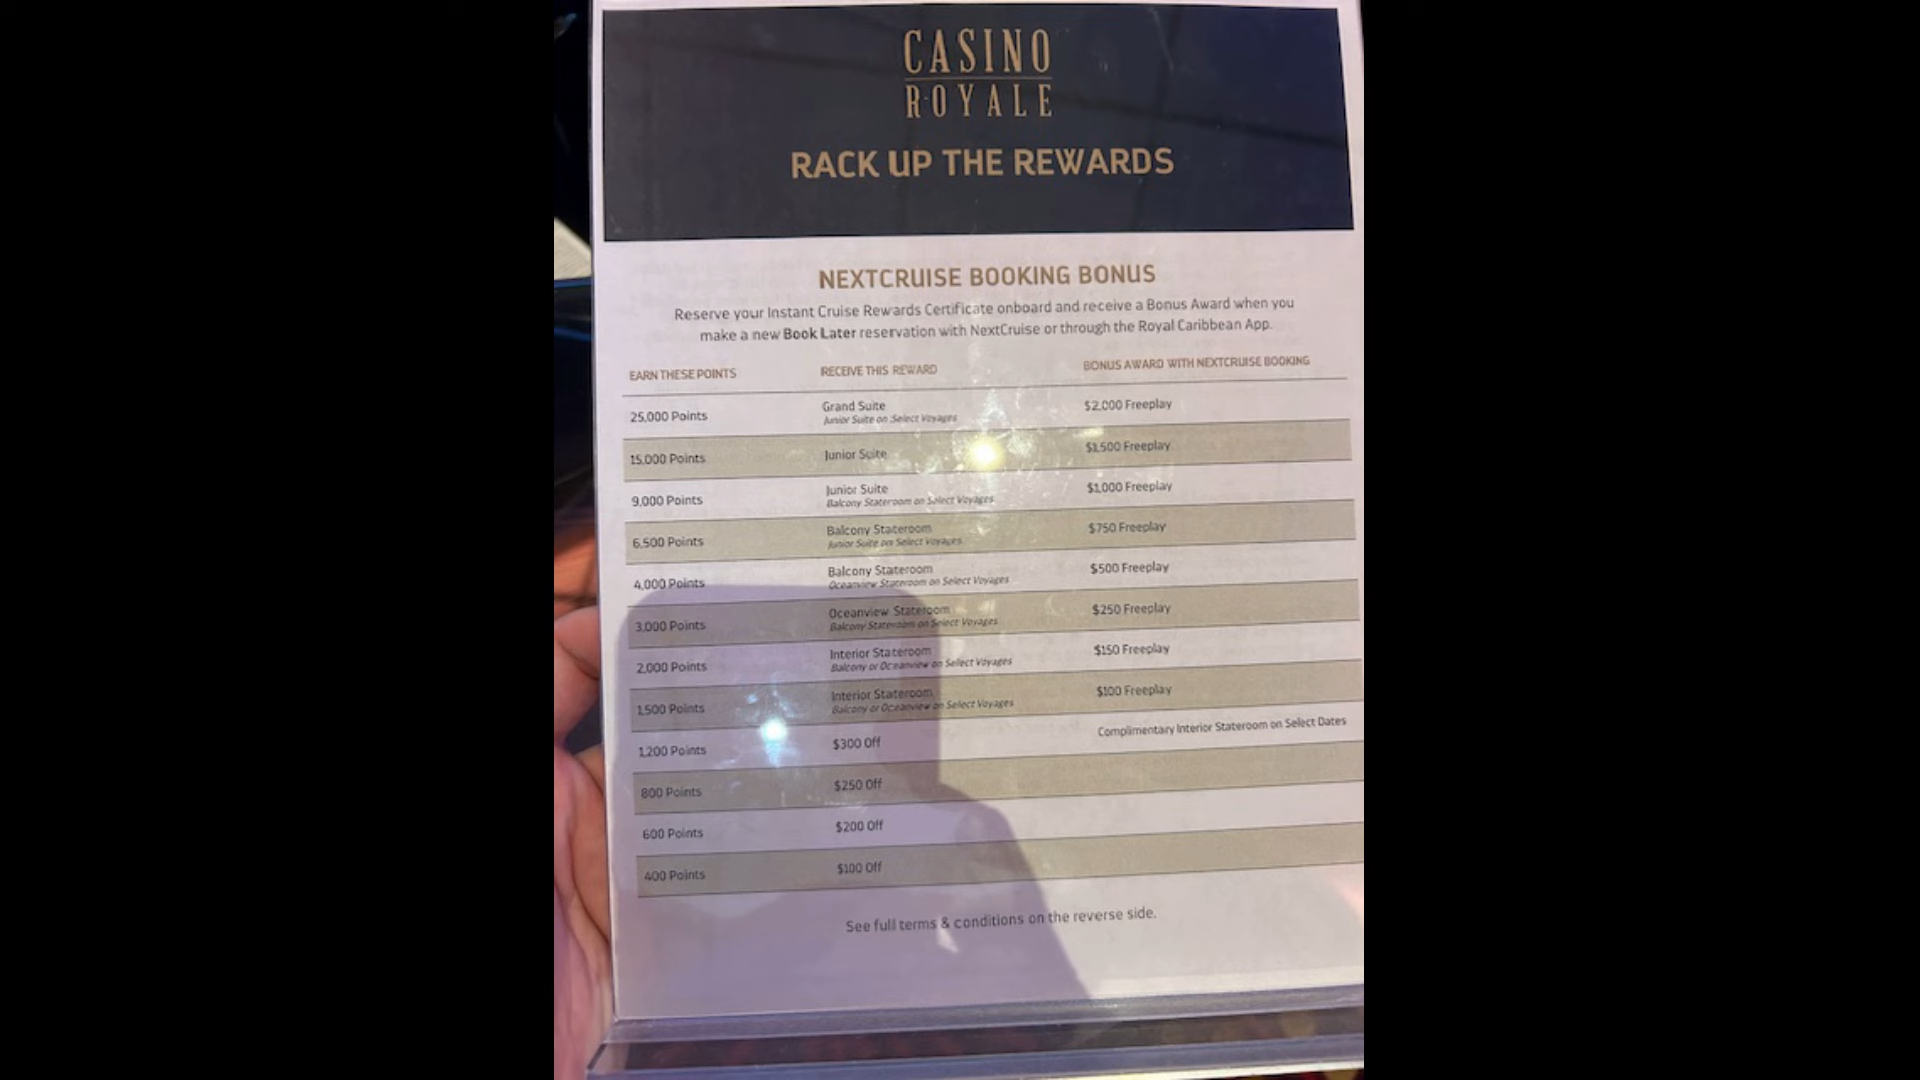 CASINO
ROYALE
RACK UP THE REWARDS
NEXTCRUISE BOOKING BONUS
Reserve your Instant Cruise Rewards Certificate onboard and receive a Bonus Award when you
make a new Book Later reservation with NextCruise or through the Royal Caribbean App.
EARN THESE POINTS RECEIVE THIS REWARD BONUS AWARD WITH NEXTCRUISE BOOKING
25,000 Points Grand Suite $2,000 Freeplay
Junior Suite on Select Voyages
15,000 Points Junior Suite $1,500 Freeplay
9,000 Points Junior Suite $1,000 Freeplay
Balcony Stateroom on Select Voyages
6,500 Points Balcony Stateroom $750 Freeplay
Junior Suite on Select Voyages
4,000 Points Balcony Stateroom $500 Freeplay
Oceanview Stateroom on Select Voyages
3,000 Points Oceanview Stateroom $250 Freeplay
Balcony Stateroom on Select Voyages
2,000 Points Interior Stateroom $150 Freeplay
Balcony or Oceanview on Select Voyages
1,500 Points Interior Stateroom $100 Freeplay
Balcony or Oceanview on Select Voyages
1,200 Points $300 Off Complimentary Interior Stateroom on Select Dates
800 Points $250 Off
600 Points $200 Off
400 Points $100 Off
See full terms & conditions on the reverse side.